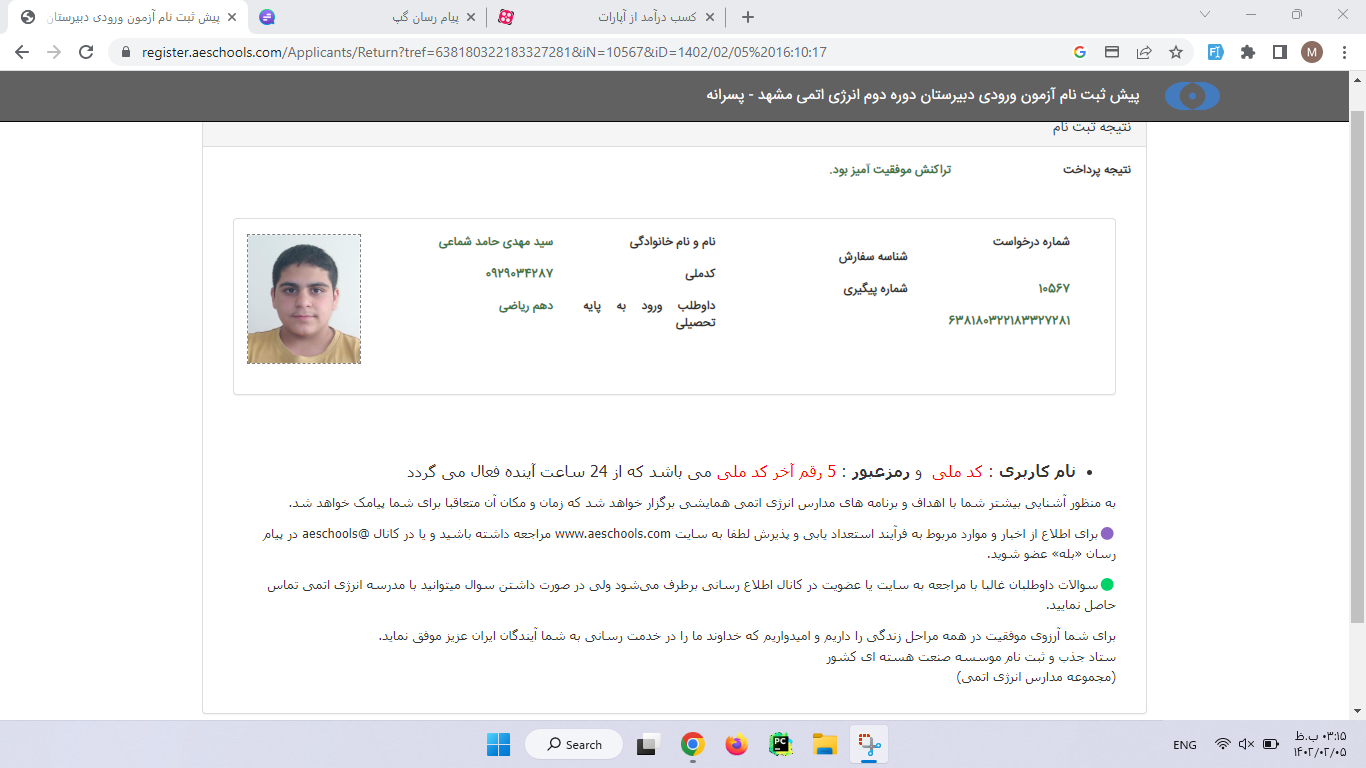 پیش ثبت نام آزمون ورودی دبیرستان
پیام رسان گپ
کسب درآمد از آپارات
register.aeschools.com/Applicants/Return?tref=638180322183327281&iN=10567&iD=1402/02/05%2016:10:17
M
پیش ثبت نام آزمون ورودی دبیرستان دوره دوم انرژی اتمی مشهد - پسرانه
نتیجه ثبت نام
نتیجه پرداخت
تراکنش موفقیت آمیز بود.
شماره درخواست
شناسه سفارش
۱۰۵۶۷
شماره پیگیری
۶۳۸۱۸۰۳۲۲۱۸۳۳۲۷۲۸۱
نام و نام خانوادگی
سید مهدی حامد شماعی
کدملی
۰۹۲۹۰۳۴۲۸۷
داوطلب ورود به پایه
تحصیلی
دهم ریاضی
• نام کاربری : کد ملی و رمزعبور : 5 رقم آخر کد ملی می باشد که از 24 ساعت آینده فعال می گردد
به منظور آشنایی بیشتر شما با اهداف و برنامه های مدارس انرژی اتمی همایشی برگزار خواهد شد که زمان و مکان آن متعاقبا برای شما پیامک خواهد شد.
برای اطلاع از اخبار و موارد مربوط به فرآیند استعداد یابی و پذیرش لطفا به سایت www.aeschools.com مراجعه داشته باشید و یا در کانال @aeschools در پیام
رسان «بله» عضو شوید.
سوالات داوطلبان غالبا با مراجعه به سایت یا عضویت در کانال اطلاع رسانی برطرف می‌شود ولی در صورت داشتن سوال میتوانید با مدرسه انرژی اتمی تماس
حاصل نمایید.
برای شما آرزوی موفقیت در همه مراحل زندگی را داریم و امیدواریم که خداوند ما را در خدمت رسانی به شما آیندگان ایران عزیز موفق نماید.
ستاد جذب و ثبت نام موسسه صنعت هسته ای کشور
(مجموعه مدارس انرژی اتمی)
Search
PC
ENG
۰۳:۱۵ ب.ظ
۱۴۰۲/۰۲/۰۵